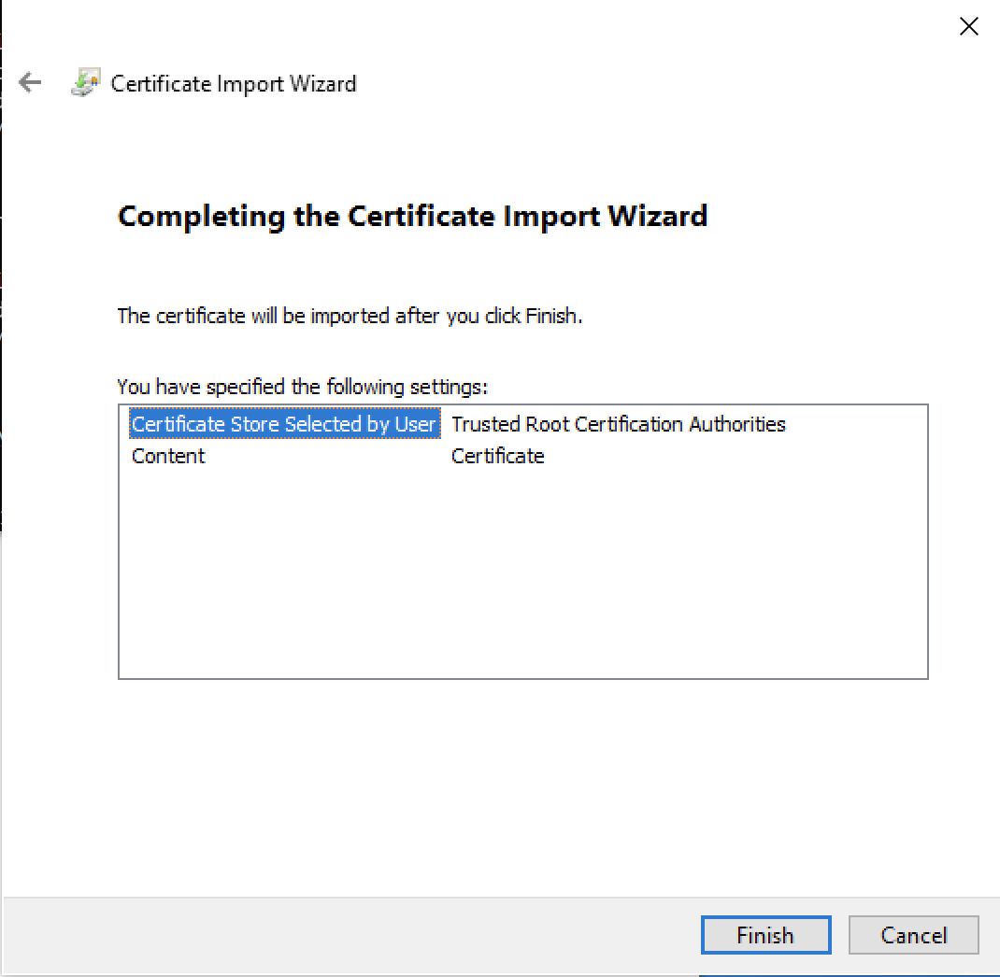 Certificate Import Wizard
Completing the Certificate Import Wizard
The certificate will be imported after you click Finish.
You have specified the following settings:
Certificate Store Selected by User Trusted Root Certification Authorities
Content Certificate
Finish Cancel